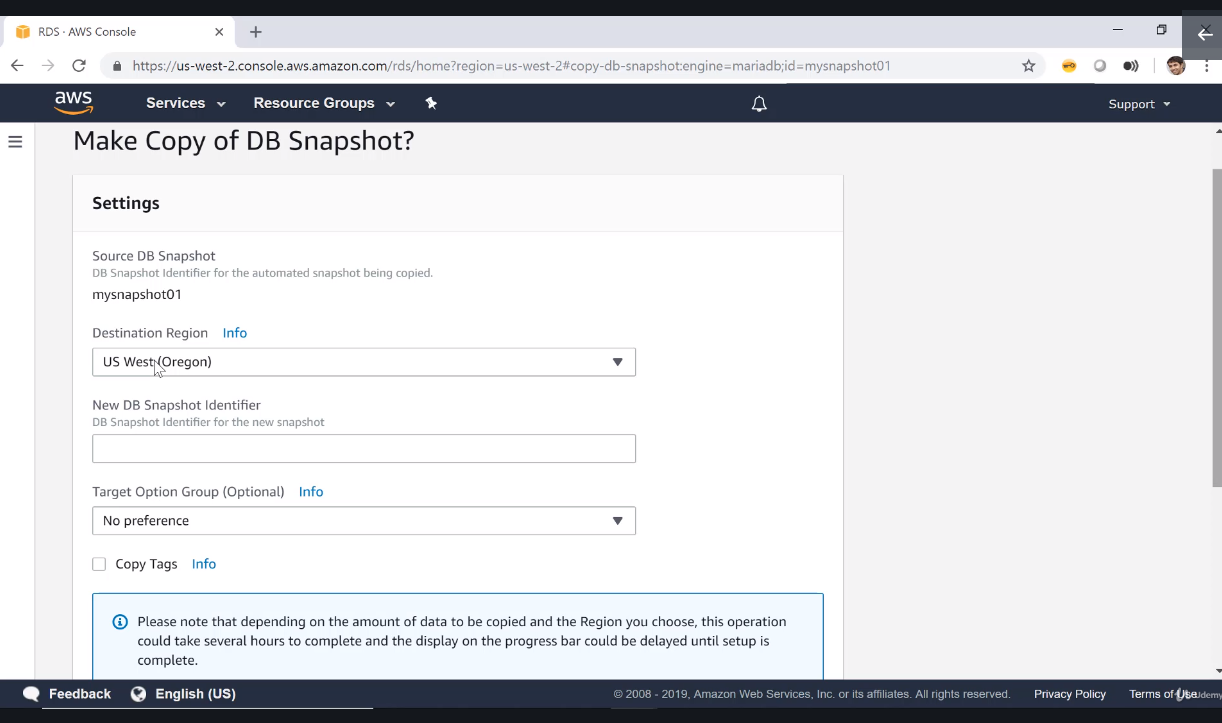 RDS · AWS Console
https://us-west-2.console.aws.amazon.com/rds/home?region=us-west-2#copy-db-snapshot:engine=mariadb;id=mysnapshot01
aws Services Resource Groups Support
Make Copy of DB Snapshot?
Settings
Source DB Snapshot
DB Snapshot Identifier for the automated snapshot being copied.
mysnapshot01
Destination Region Info
US West (Oregon)
New DB Snapshot Identifier
DB Snapshot Identifier for the new snapshot
Target Option Group (Optional) Info
No preference
Copy Tags Info
Please note that depending on the amount of data to be copied and the Region you choose, this operation
could take several hours to complete and the display on the progress bar could be delayed until setup is
complete.
Feedback English (US) © 2008 - 2019, Amazon Web Services, Inc. or its affiliates. All rights reserved. Privacy Policy Terms of Use Udemy